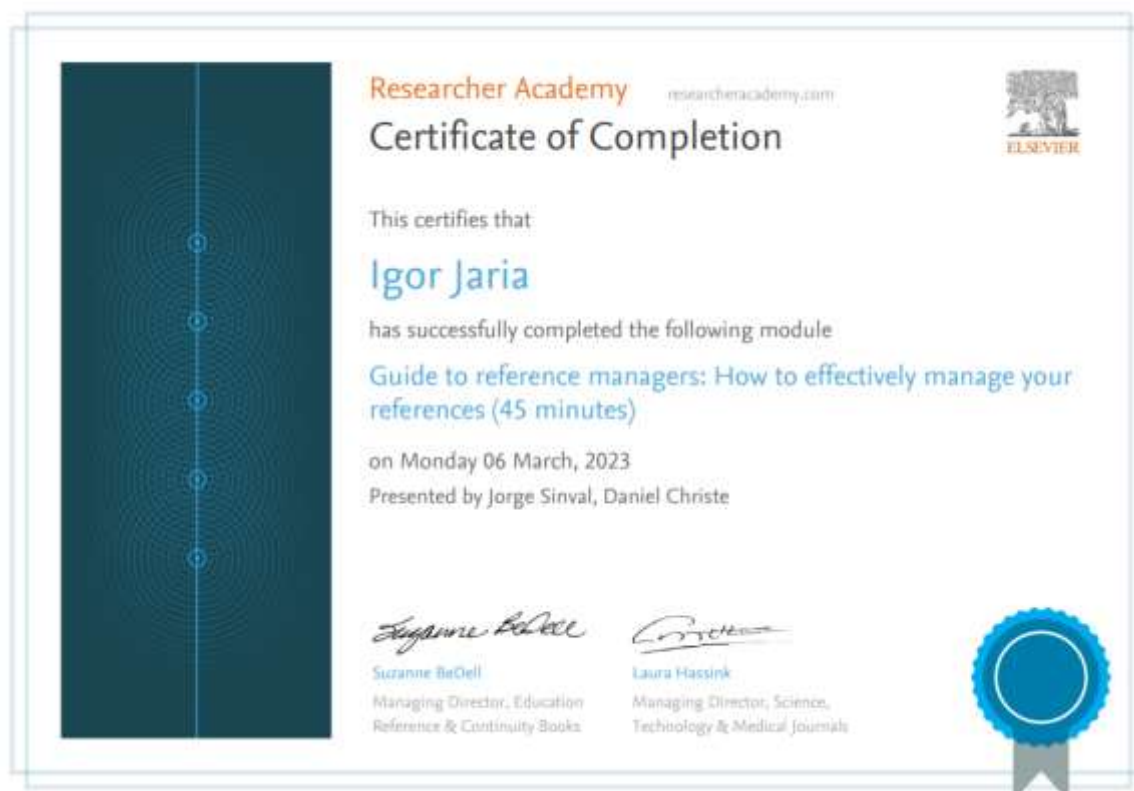 Researcher Academy researcheracademy.com
Certificate of Completion
ELSEVIER
This certifies that
Igor Jaria
has successfully completed the following module
Guide to reference managers: How to effectively manage your
references (45 minutes)
on Monday 06 March, 2023
Presented by Jorge Sinval, Daniel Christe
Suzanne BeDell
Suzanne BeDell Laura Hassink
Managing Director, Education Managing Director, Science,
Reference & Continuity Books Technology & Medical Journals